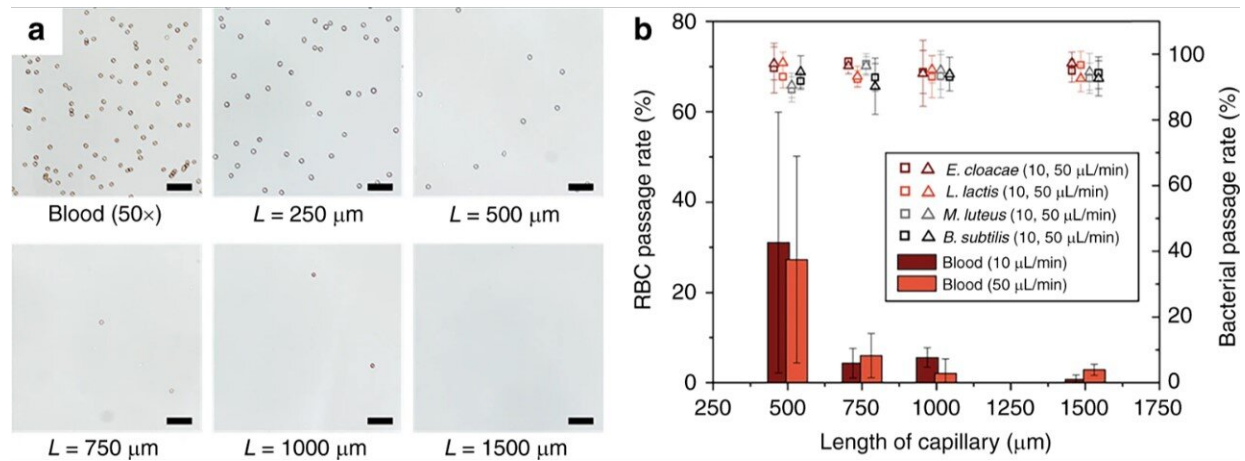 a
Blood (50×)
L = 250 μm
L = 500 μm
L = 750 μm
L = 1000 μm
L = 1500 μm
b
80
60
40
20
0
RBC passage rate (%)
100
80
60
40
20
0
Bacterial passage rate (%)
E. cloacae (10, 50 μL/min)
L. lactis (10, 50 μL/min)
M. luteus (10, 50 μL/min)
B. subtilis (10, 50 μL/min)
Blood (10 μL/min)
Blood (50 μL/min)
250 500 750 1000 1250 1500 1750
Length of capillary (μm)